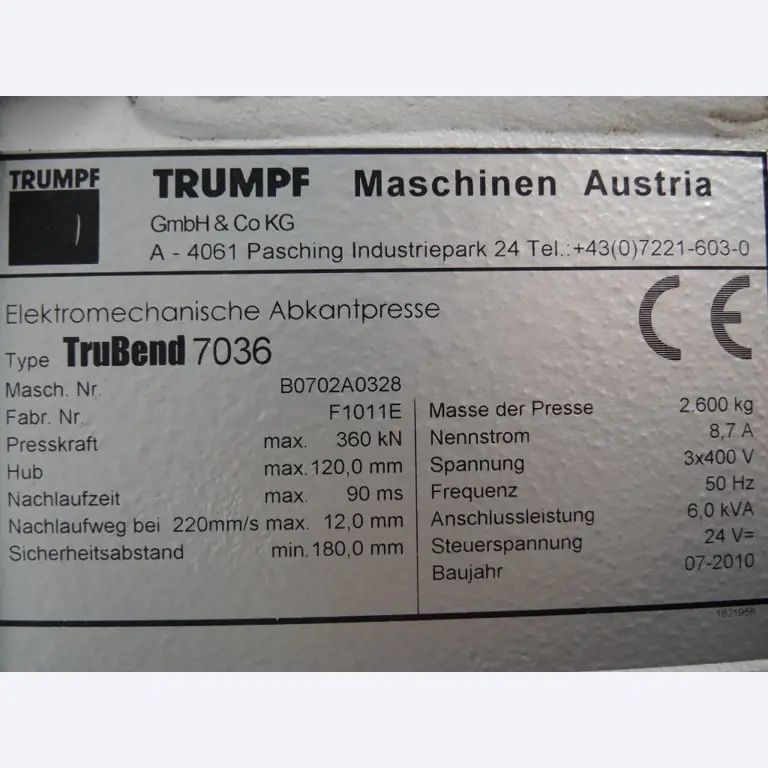 TRUMPF
TRUMPF Maschinen Austria
GmbH & Co KG
A - 4061 Pasching Industriepark 24 Tel.:+43(0)7221-603-0
Elektromechanische Abkantpresse
CE
Type TruBend 7036
Masch. Nr. B0702A0328
Fabr. Nr. F1011E
Presskraft max. 360 kN
Hub max. 120,0 mm
Nachlaufzeit max. 90 ms
Nachlaufweg bei 220mm/s max. 12,0 mm
Sicherheitsabstand min. 180,0 mm
Masse der Presse 2.600 kg
Nennstrom 8,7 A
Spannung 3x400 V
Frequenz 50 Hz
Anschlussleistung 6,0 kVA
Steuerspannung 24 V=
Baujahr 07-2010